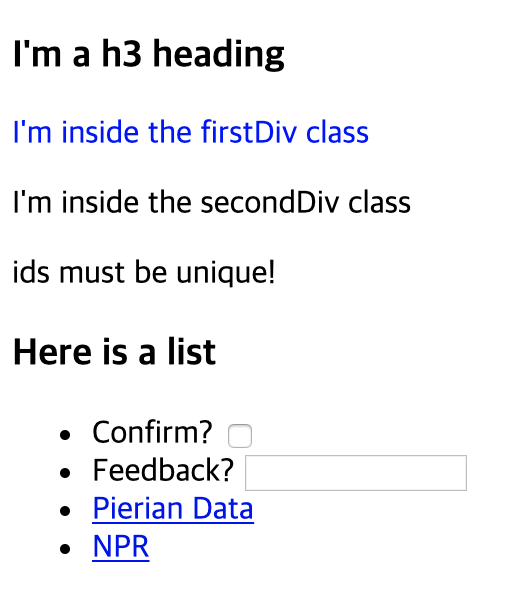 I'm a h3 heading
I'm inside the firstDiv class
I'm inside the secondDiv class
ids must be unique!
Here is a list
Confirm?
Feedback?
Pierian Data
NPR